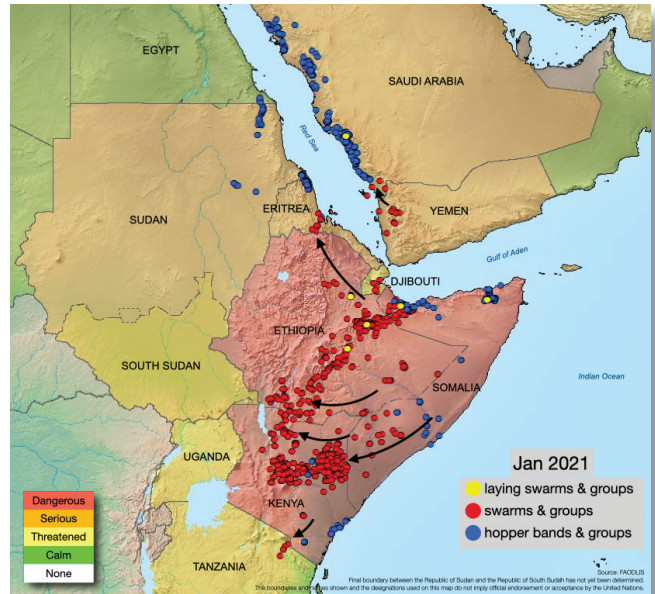 EGYPT
SAUDI ARABIA
Red Sea
SUDAN
ERITREA
YEMEN
Gulf of Aden
DJIBOUTI
ETHIOPIA
SOUTH SUDAN
SOMALIA
Indian Ocean
UGANDA
KENYA
TANZANIA
Dangerous
Serious
Threatened
Calm
None
Jan 2021
laying swarms & groups
swarms & groups
hopper bands & groups
Source: FAODLIS
Final boundary between the Republic of Sudan and the Republic of South Sudan has not yet been determined.
The boundaries and names shown and the designations used on this map do not imply official endorsement or acceptance by the United Nations.